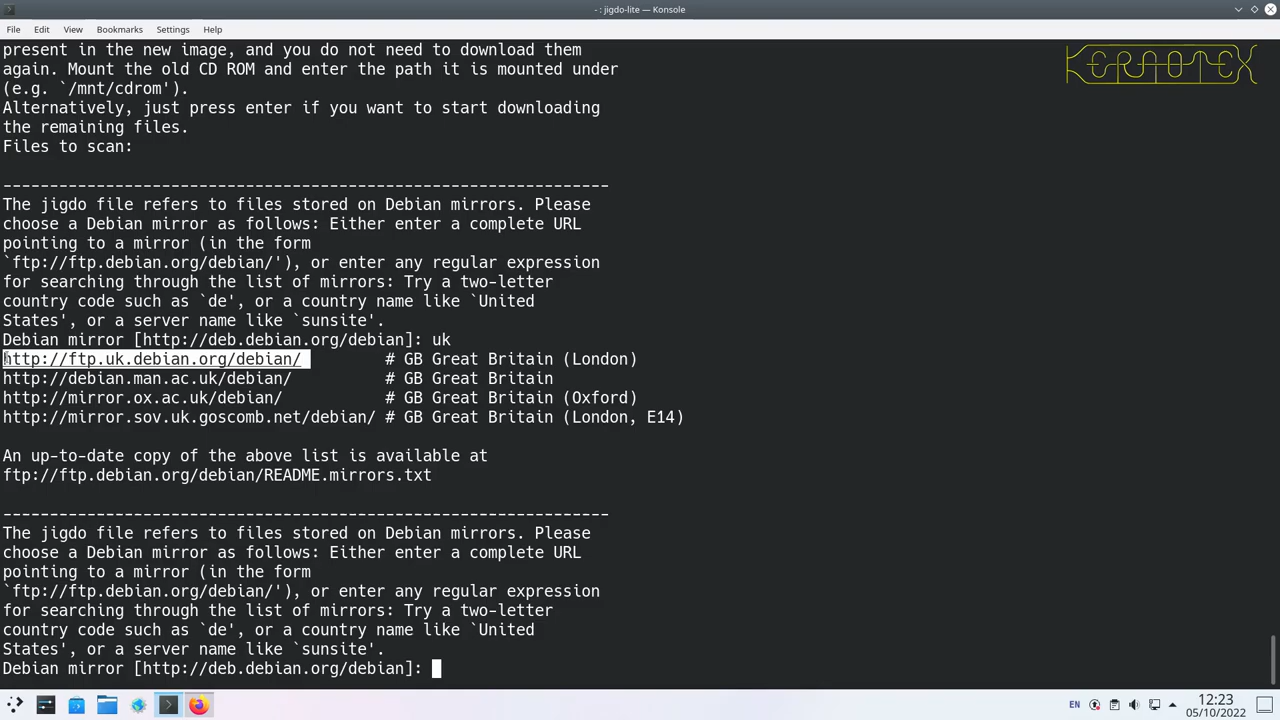 - : jigdo-lite — Konsole
File Edit View Bookmarks Settings Help
present in the new image, and you do not need to download them
again. Mount the old CD ROM and enter the path it is mounted under
(e.g. `/mnt/cdrom').
Alternatively, just press enter if you want to start downloading
the remaining files.
Files to scan:
-----------------------------------------------------------------
The jigdo file refers to files stored on Debian mirrors. Please
choose a Debian mirror as follows: Either enter a complete URL
pointing to a mirror (in the form
`ftp://ftp.debian.org/debian/'), or enter any regular expression
for searching through the list of mirrors: Try a two-letter
country code such as `de', or a country name like `United
States', or a server name like `sunsite'.
Debian mirror [http://deb.debian.org/debian]: uk
http://ftp.uk.debian.org/debian/ # GB Great Britain (London)
http://debian.man.ac.uk/debian/ # GB Great Britain
http://mirror.ox.ac.uk/debian/ # GB Great Britain (Oxford)
http://mirror.sov.uk.goscomb.net/debian/ # GB Great Britain (London, E14)
An up-to-date copy of the above list is available at
ftp://ftp.debian.org/debian/README.mirrors.txt
-----------------------------------------------------------------
The jigdo file refers to files stored on Debian mirrors. Please
choose a Debian mirror as follows: Either enter a complete URL
pointing to a mirror (in the form
`ftp://ftp.debian.org/debian/'), or enter any regular expression
for searching through the list of mirrors: Try a two-letter
country code such as `de', or a country name like `United
States', or a server name like `sunsite'.
Debian mirror [http://deb.debian.org/debian]:
KERAOTEX
EN
12:23
05/10/2022